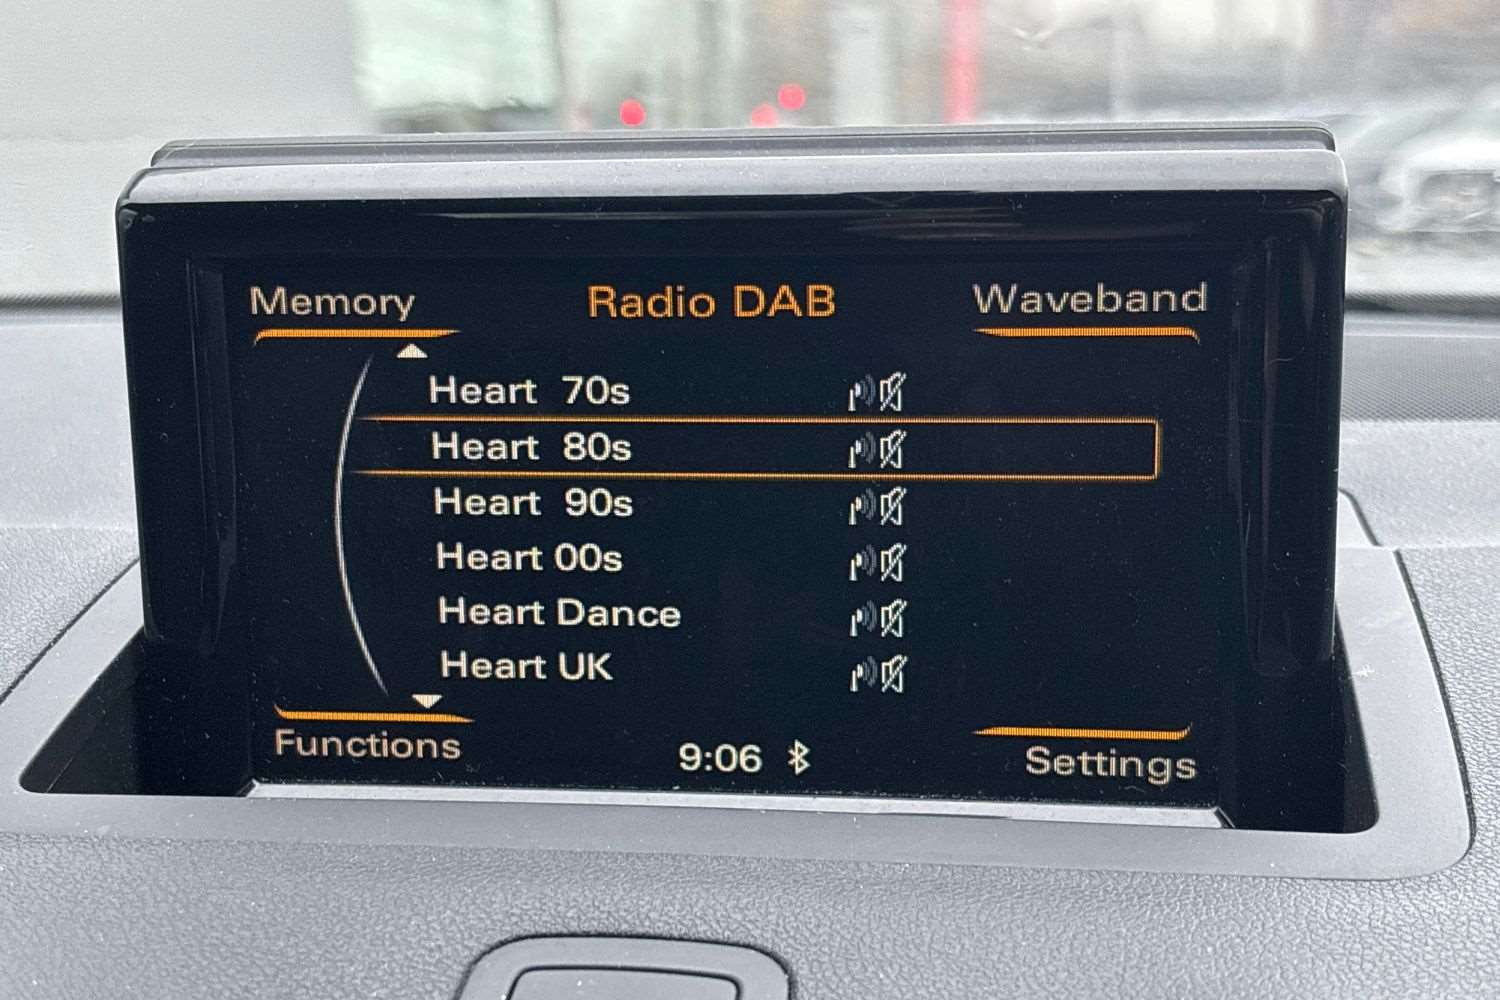 Memory Radio DAB Waveband
Heart 70s
Heart 80s
Heart 90s
Heart 00s
Heart Dance
Heart UK
Functions 9:06 Settings